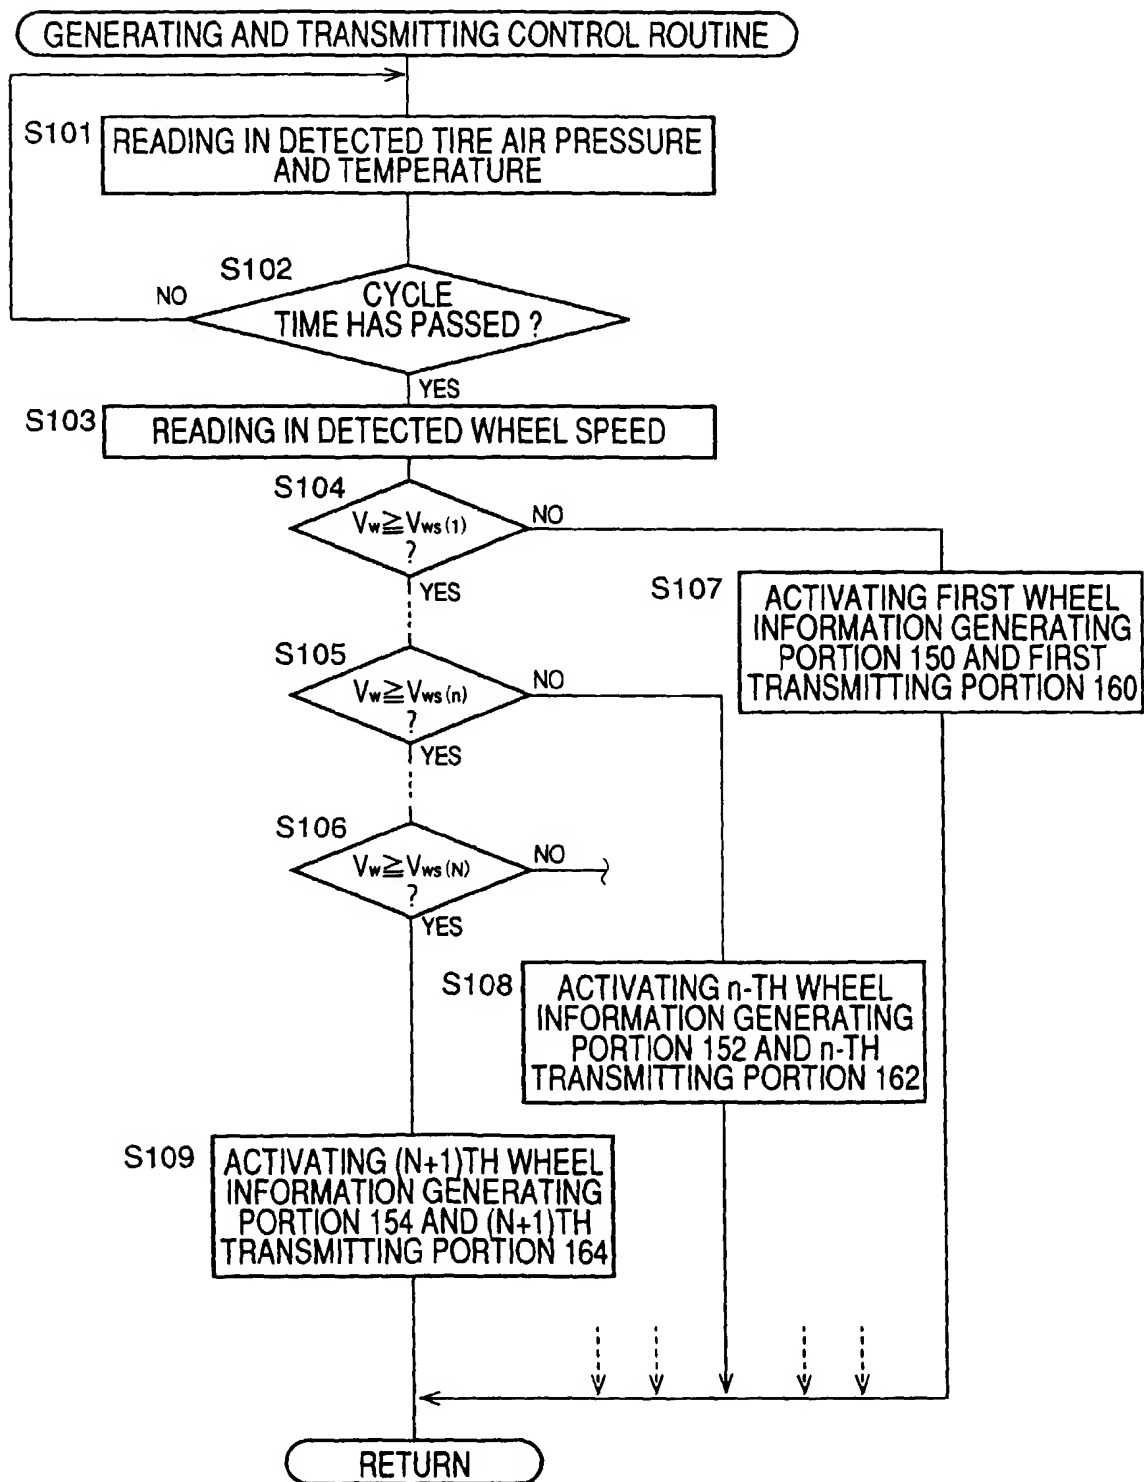 GENERATING AND TRANSMITTING CONTROL ROUTINE
S101
READING IN DETECTED TIRE AIR PRESSURE
AND TEMPERATURE
S102
NO
CYCLE
TIME HAS PASSED ?
YES
S103
READING IN DETECTED WHEEL SPEED
S104
Vw≧Vws(1)
?
NO
YES
S107
ACTIVATING FIRST WHEEL
INFORMATION GENERATING
PORTION 150 AND FIRST
TRANSMITTING PORTION 160
S105
Vw≧Vws(n)
?
NO
YES
S106
Vw≧Vws(N)
?
NO
YES
S108
ACTIVATING n-TH WHEEL
INFORMATION GENERATING
PORTION 152 AND n-TH
TRANSMITTING PORTION 162
S109
ACTIVATING (N+1)TH WHEEL
INFORMATION GENERATING
PORTION 154 AND (N+1)TH
TRANSMITTING PORTION 164
RETURN